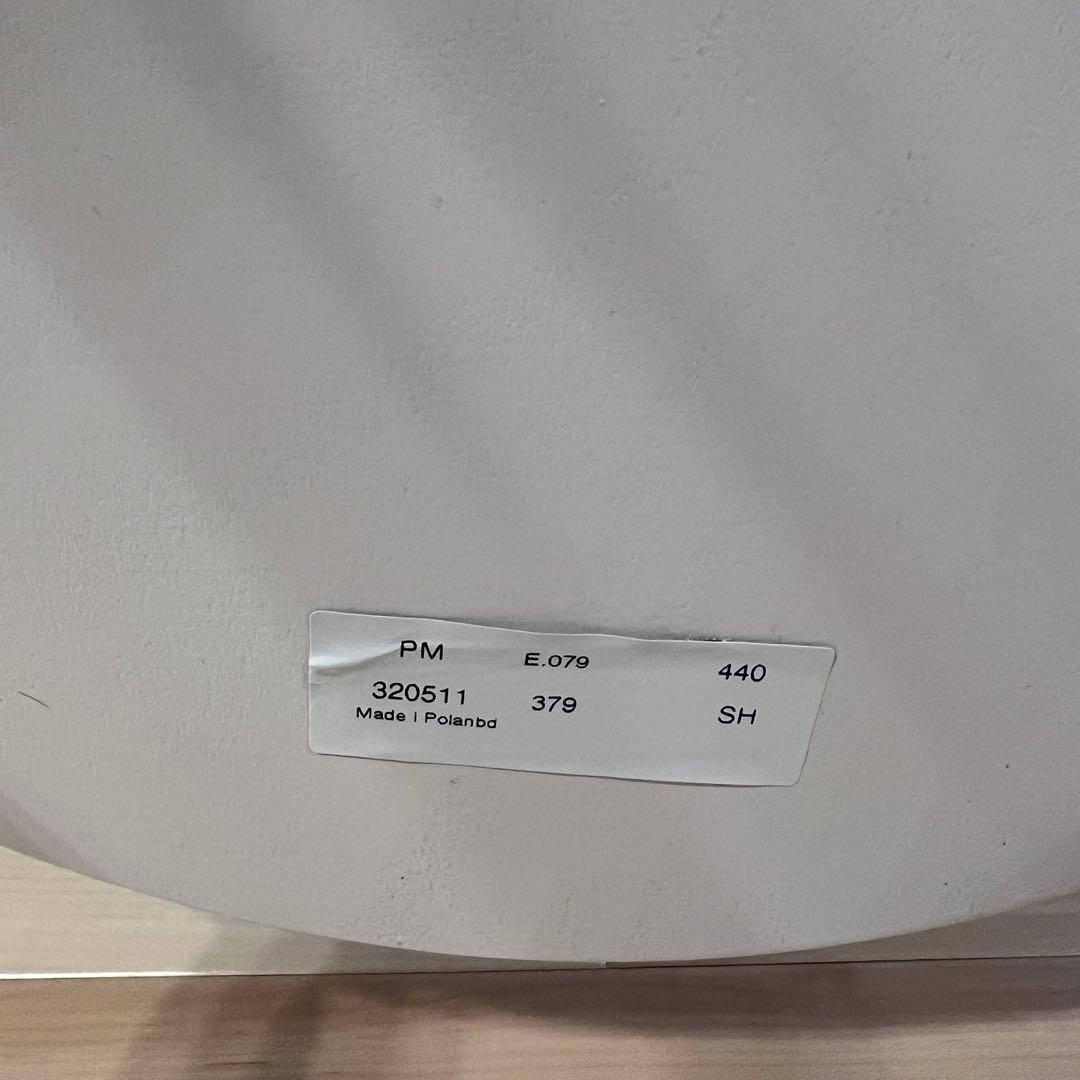 PM E.079 440
320511 379 SH
Made i Polanbd